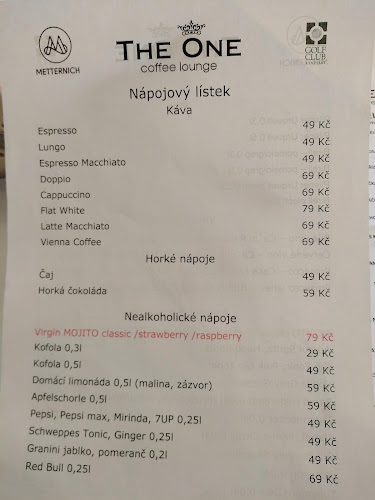 METTERNICH
THE ONE
coffee lounge
GOLF
CLUB
Nápojový lístek
Káva
Espresso 49 Kč
Lungo 49 Kč
Espresso Macchiato 49 Kč
Doppio 69 Kč
Cappuccino 69 Kč
Flat White 79 Kč
Latte Macchiato 69 Kč
Vienna Coffee 69 Kč
Horké nápoje
Čaj 49 Kč
Horká čokoláda 59 Kč
Nealkoholické nápoje
Virgin MOJITO classic /strawberry /raspberry 79 Kč
Kofola 0,3l 29 Kč
Kofola 0,5l 49 Kč
Domácí limonáda 0,5l (malina, zázvor) 59 Kč
Apfelschorle 0,5l 59 Kč
Pepsi, Pepsi max, Mirinda, 7UP 0,25l 49 Kč
Schweppes Tonic, Ginger 0,25l 49 Kč
Granini jablko, pomeranč 0,2l 49 Kč
Red Bull 0,25l 69 Kč